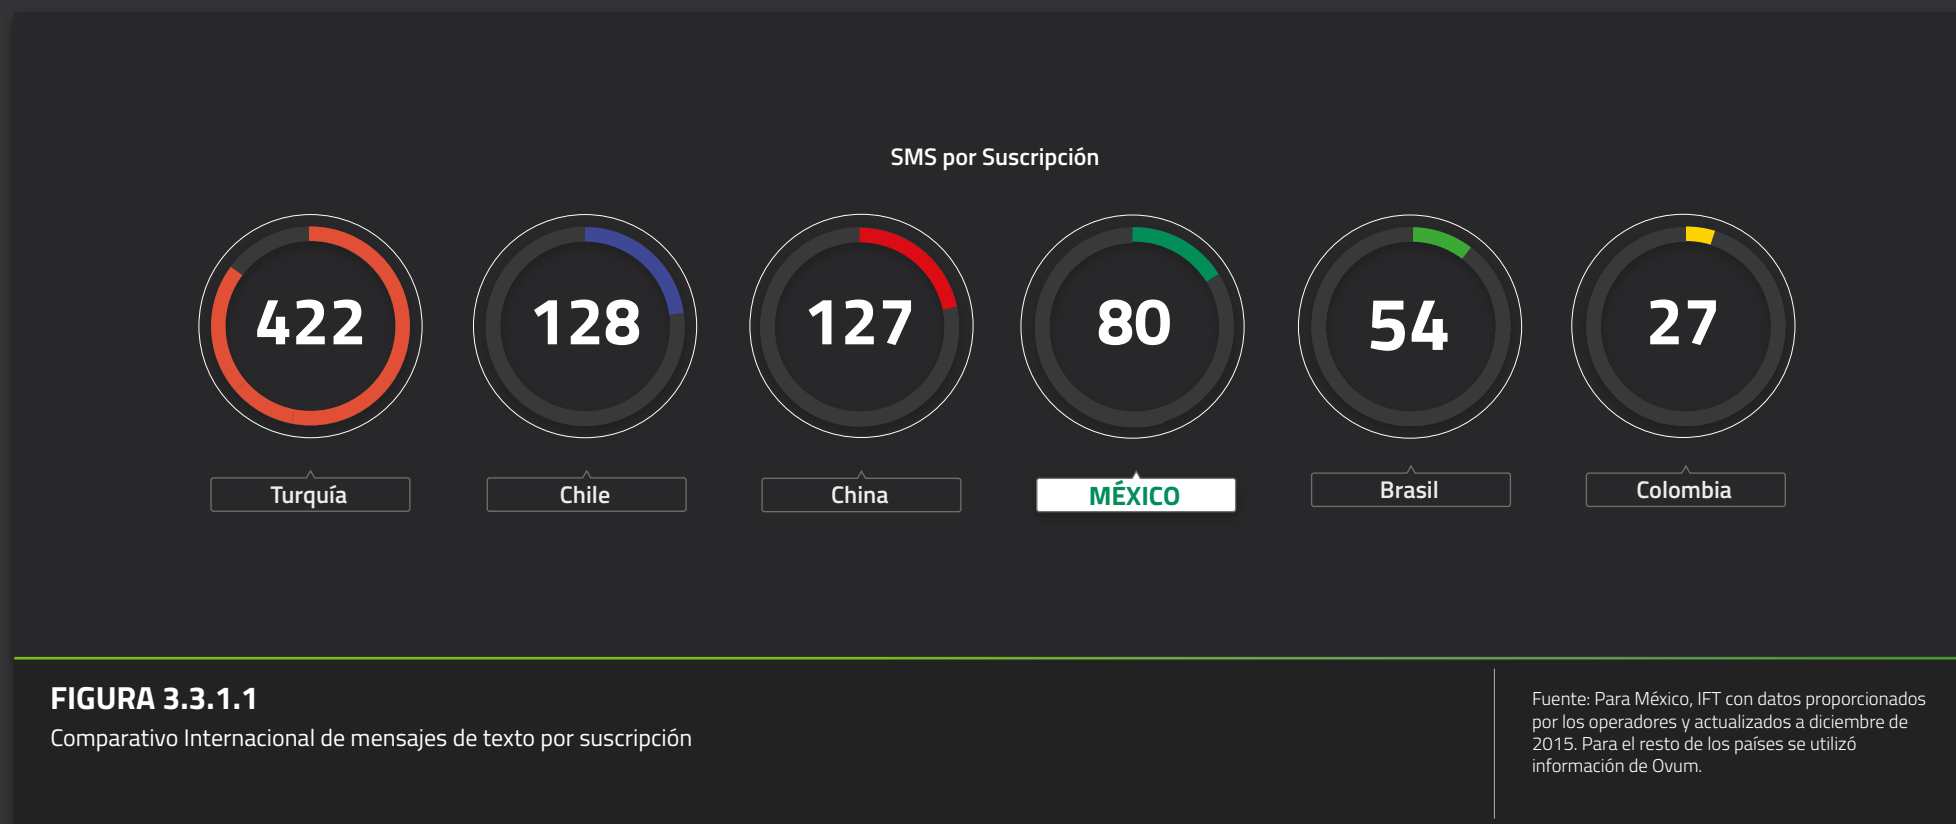 SMS por Suscripción
422
128
127
80
54
27
Turquía
Chile
China
MÉXICO
Brasil
Colombia
FIGURA 3.3.1.1
Comparativo Internacional de mensajes de texto por suscripción
Fuente: Para México, IFT con datos proporcionados
por los operadores y actualizados a diciembre de
2015. Para el resto de los países se utilizó
información de Ovum.